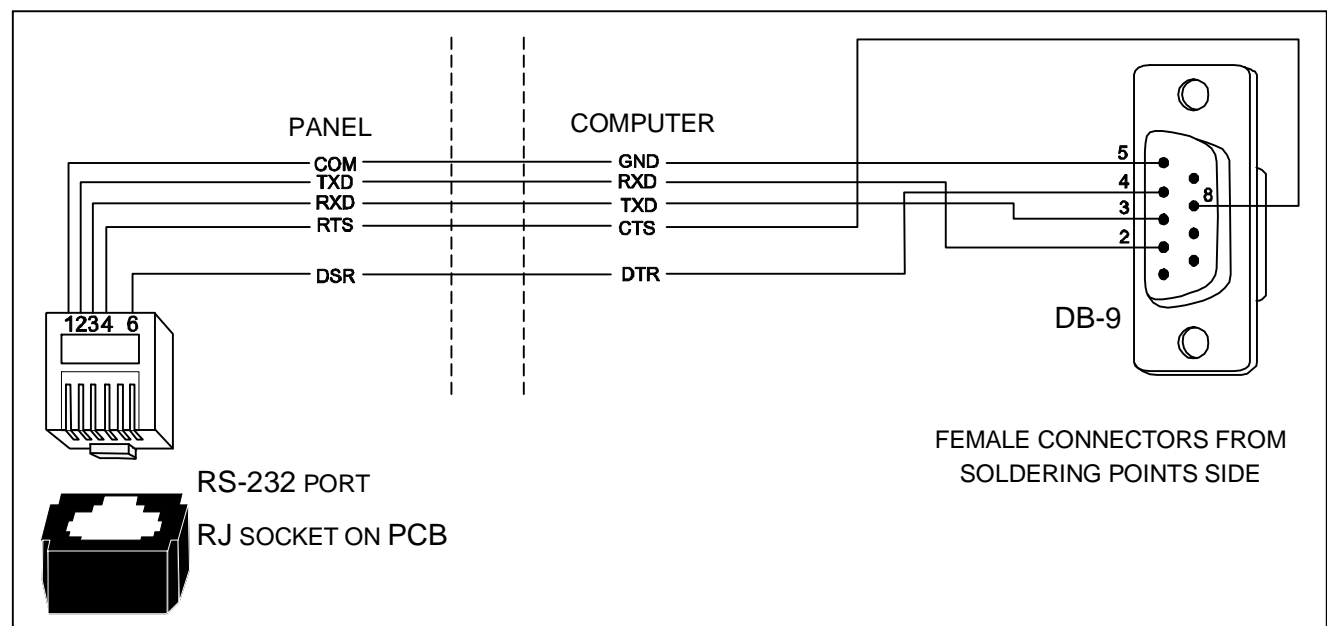 PANEL
COMPUTER
COM GND 5
TXD RXD 4
RXD TXD 3 8
RTS CTS 2
DSR DTR
1234 6
DB-9
FEMALE CONNECTORS FROM
SOLDERING POINTS SIDE
RS-232 PORT
RJ SOCKET ON PCB